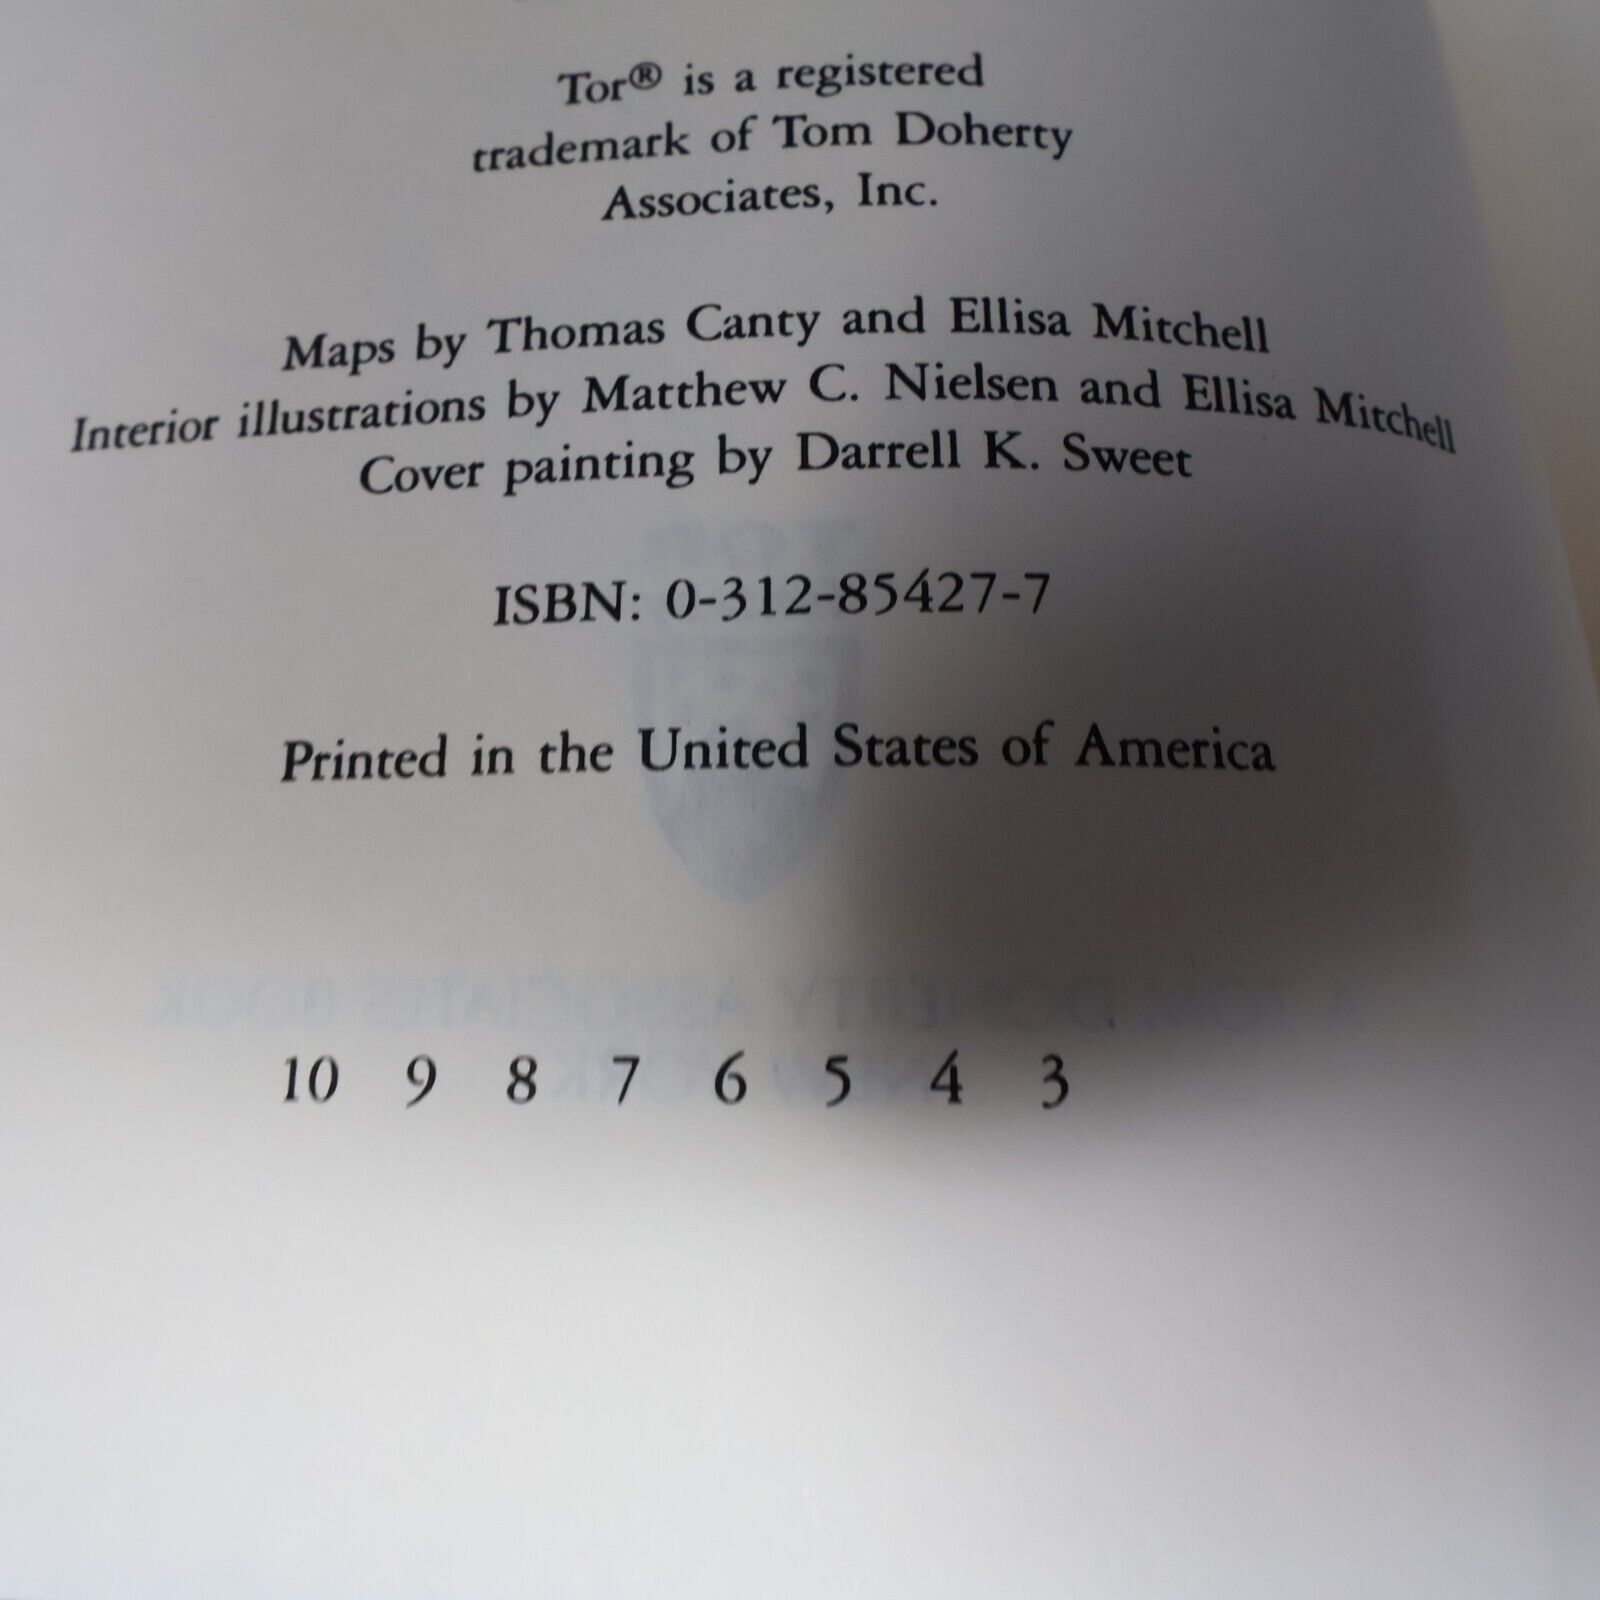 Tor® is a registered
trademark of Tom Doherty
Associates, Inc.
Maps by Thomas Canty and Ellisa Mitchell
Interior illustrations by Matthew C. Nielsen and Ellisa Mitchell
Cover painting by Darrell K. Sweet
ISBN: 0-312-85427-7
Printed in the United States of America
10 9 8 7 6 5 4 3